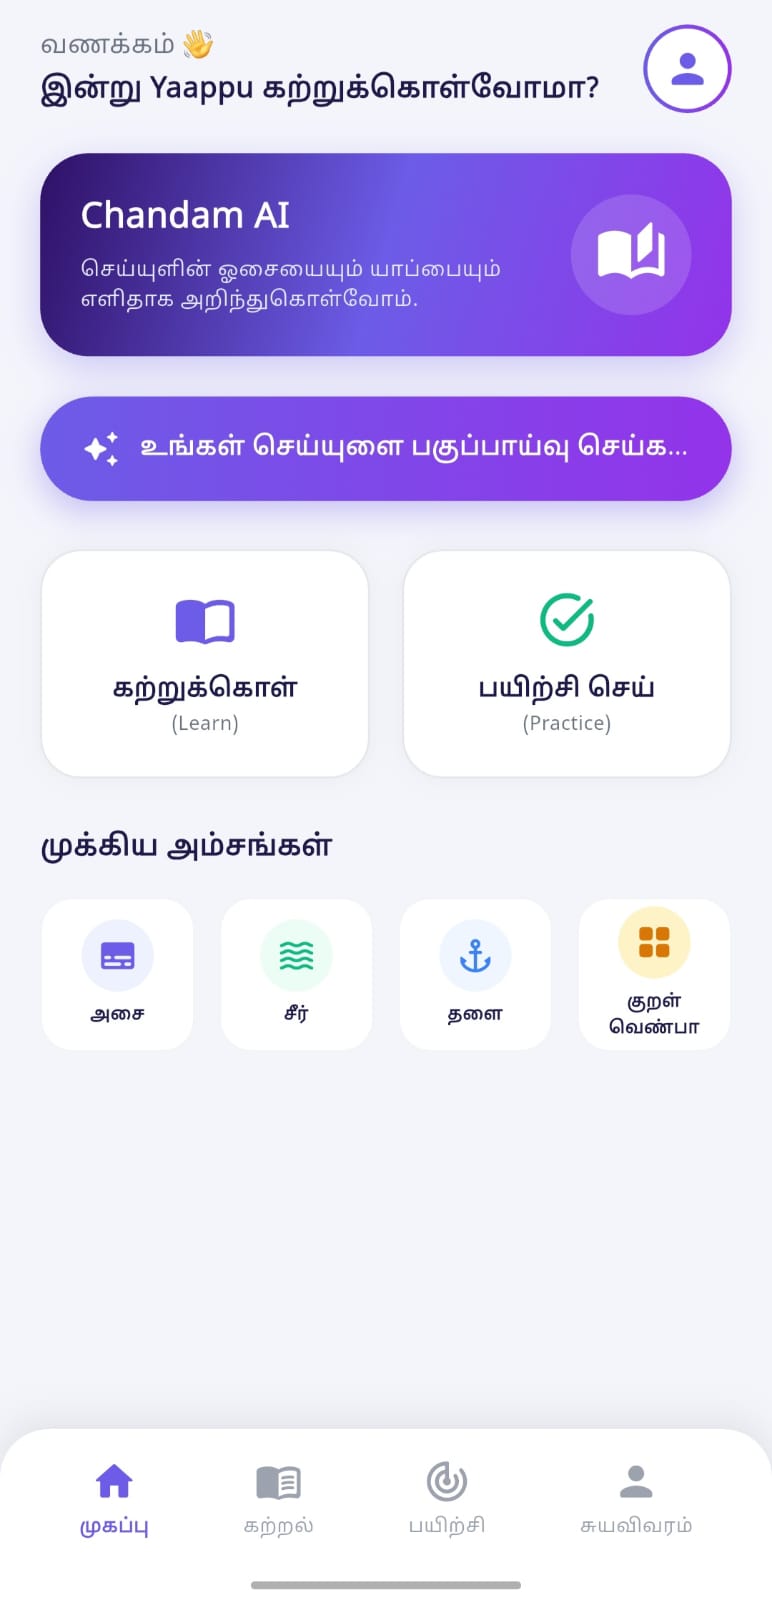 வணக்கம் 👋
இன்று Yaappu கற்றுக்கொள்வோமா?
Chandam AI
செய்யுளின் ஓசையையும் யாப்பையும்
எளிதாக அறிந்துகொள்வோம்.
உங்கள் செய்யுளை பகுப்பாய்வு செய்க...
கற்றுக்கொள்
(Learn)
பயிற்சி செய்
(Practice)
முக்கிய அம்சங்கள்
அசை
சீர்
தளை
குறள்
வெண்பா
முகப்பு
கற்றல்
பயிற்சி
சுயவிவரம்